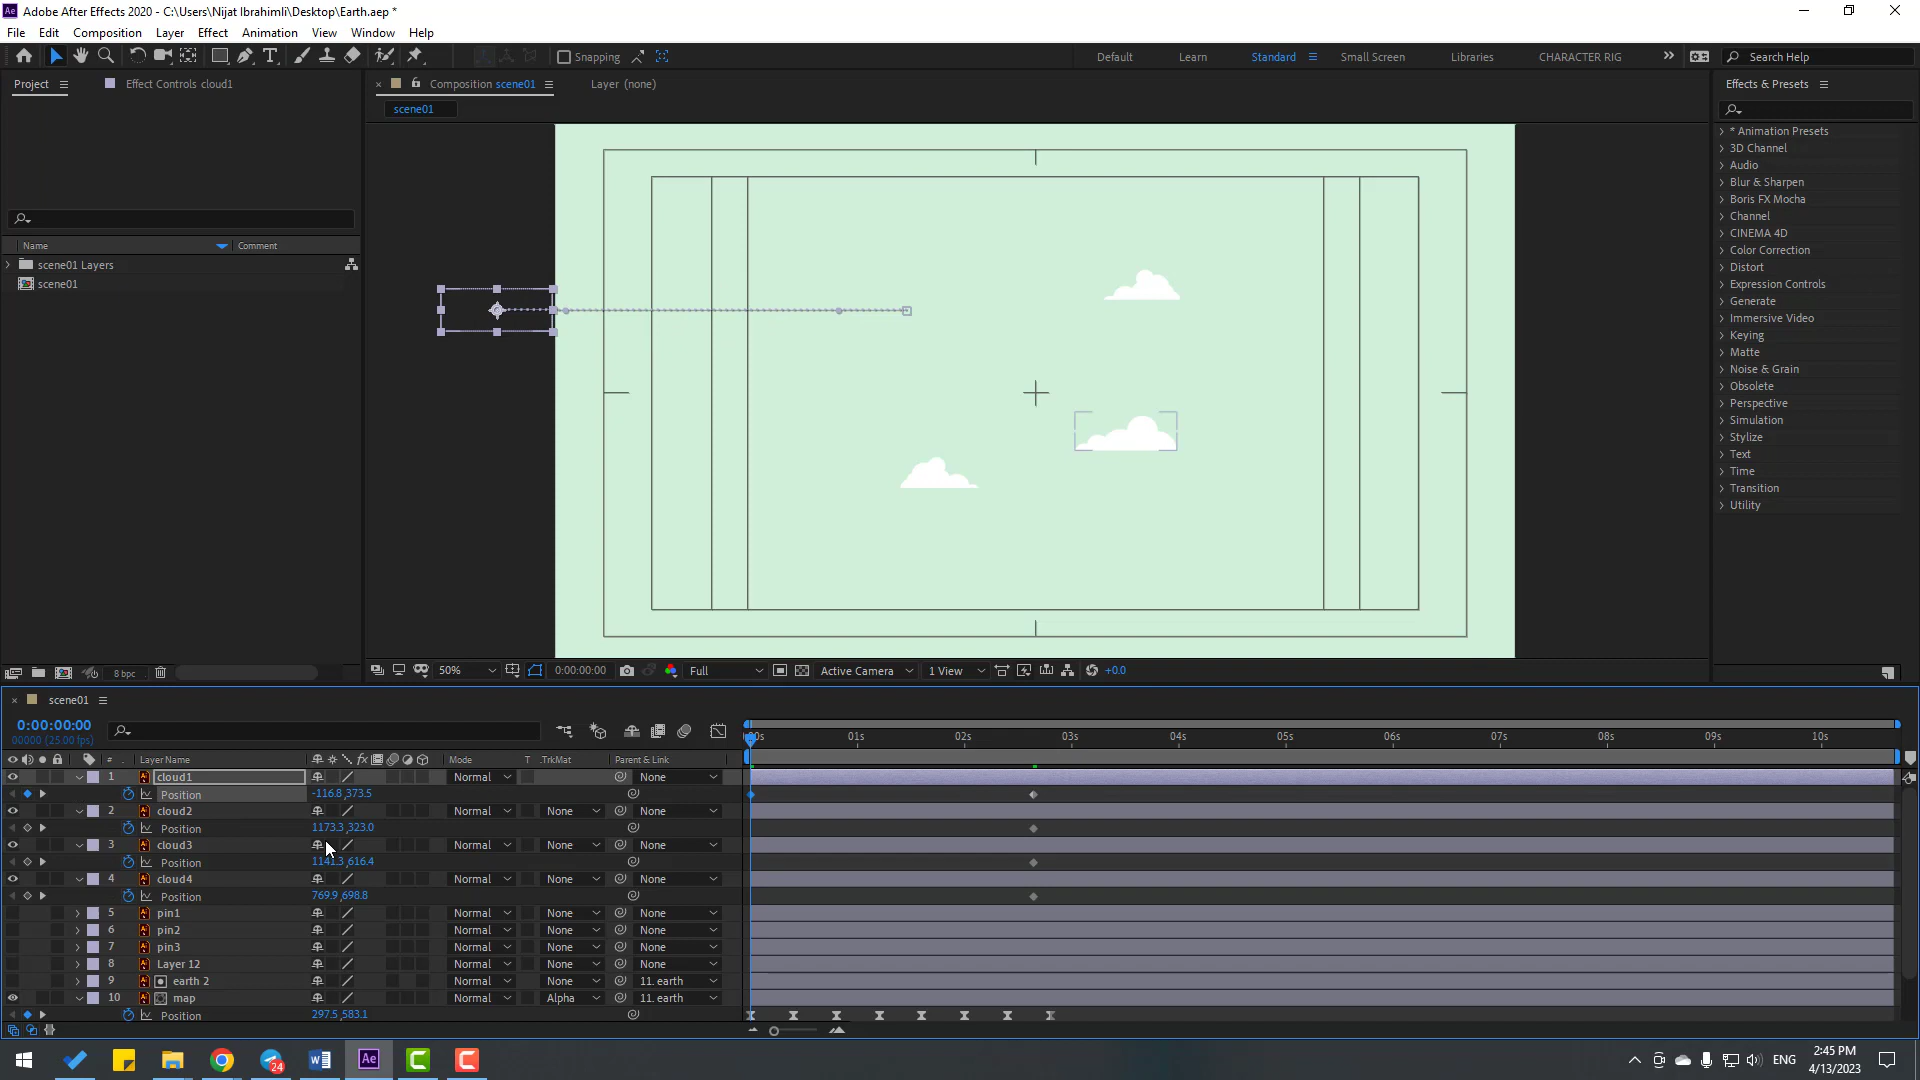 Adobe After Effects 2020 - C:\Users\Nijat Ibrahimli\Desktop\Earth.aep *
File Edit Composition Layer Effect Animation View Window Help
Snapping
Default Learn Standard Small Screen Libraries CHARACTER RIG Search Help
Project Effect Controls cloud1
Composition scene01 Layer (none)
scene01
Effects & Presets
* Animation Presets
3D Channel
Audio
Blur & Sharpen
Boris FX Mocha
Channel
CINEMA 4D
Color Correction
Distort
Expression Controls
Generate
Immersive Video
Keying
Matte
Noise & Grain
Obsolete
Perspective
Simulation
Stylize
Text
Time
Transition
Utility
Name Comment
scene01 Layers
scene01
8 bpc
50% 0:00:00:00 Full Active Camera 1 View +0.0
scene01
0:00:00:00
00000 (25.00 fps)
00s 01s 02s 03s 04s 05s 06s 07s 08s 09s 10s
# Layer Name Mode T .TrkMat Parent & Link
1 cloud1 Normal None
Position -116.8,373.5
2 cloud2 Normal None None
Position 1173.3,323.0
3 cloud3 Normal None None
Position 1141.3,616.4
4 cloud4 Normal None None
Position 769.9,698.8
5 pin1 Normal None None
6 pin2 Normal None None
7 pin3 Normal None None
8 Layer 12 Normal None None
9 earth 2 Normal None 11. earth
10 map Normal Alpha 11. earth
Position 297.5,583.1
24
ENG
2:45 PM
4/13/2023